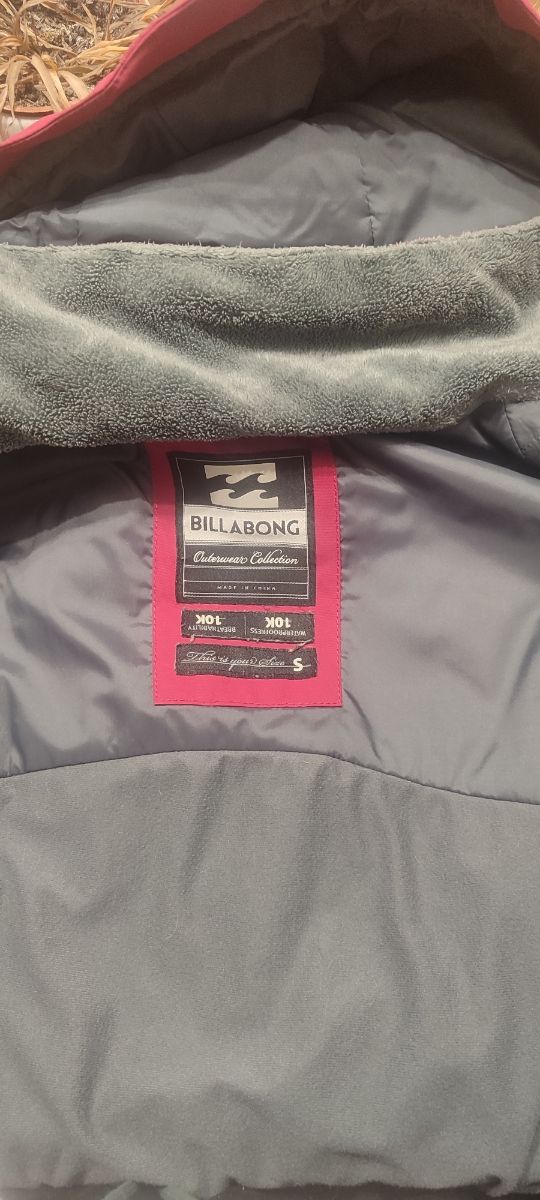 BILLABONG
Outerwear Collection
MADE IN CHINA
WATERPROOFNESS 10K
BREATHABILITY 10K
This is your Size S